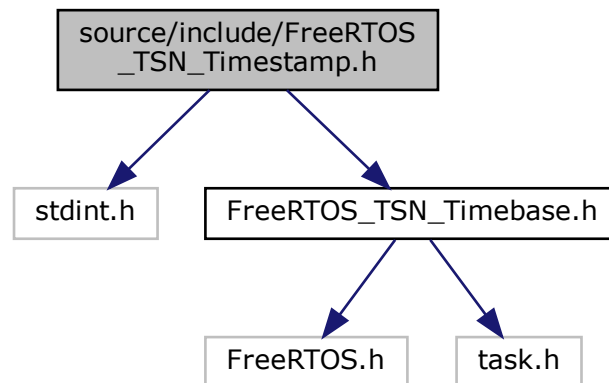 source/include/FreeRTOS
_TSN_Timestamp.h
stdint.h
FreeRTOS_TSN_Timebase.h
FreeRTOS.h
task.h